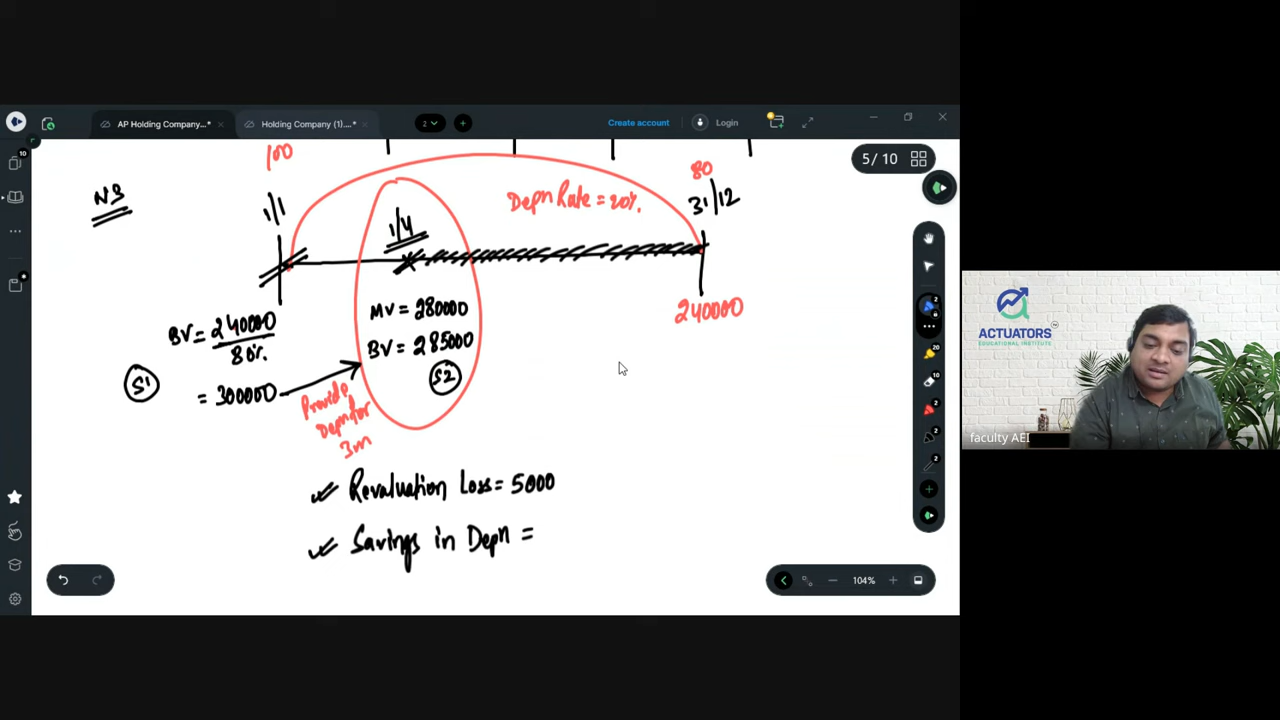 AP Holding Company...*
Holding Company (1)....*
2
Create account
Login
5 / 10
100
80
N3
1/1
1/4
Depn Rate = 20%.
31/12
MV = 280000
BV = 285000
S2
240000
BV = 240000
80%.
S1
= 300000
Provide
Depn for
3m
Revaluation Loss = 5000
Savings in Depn =
104%
ACTUATORS
EDUCATIONAL INSTITUTE
faculty AEI